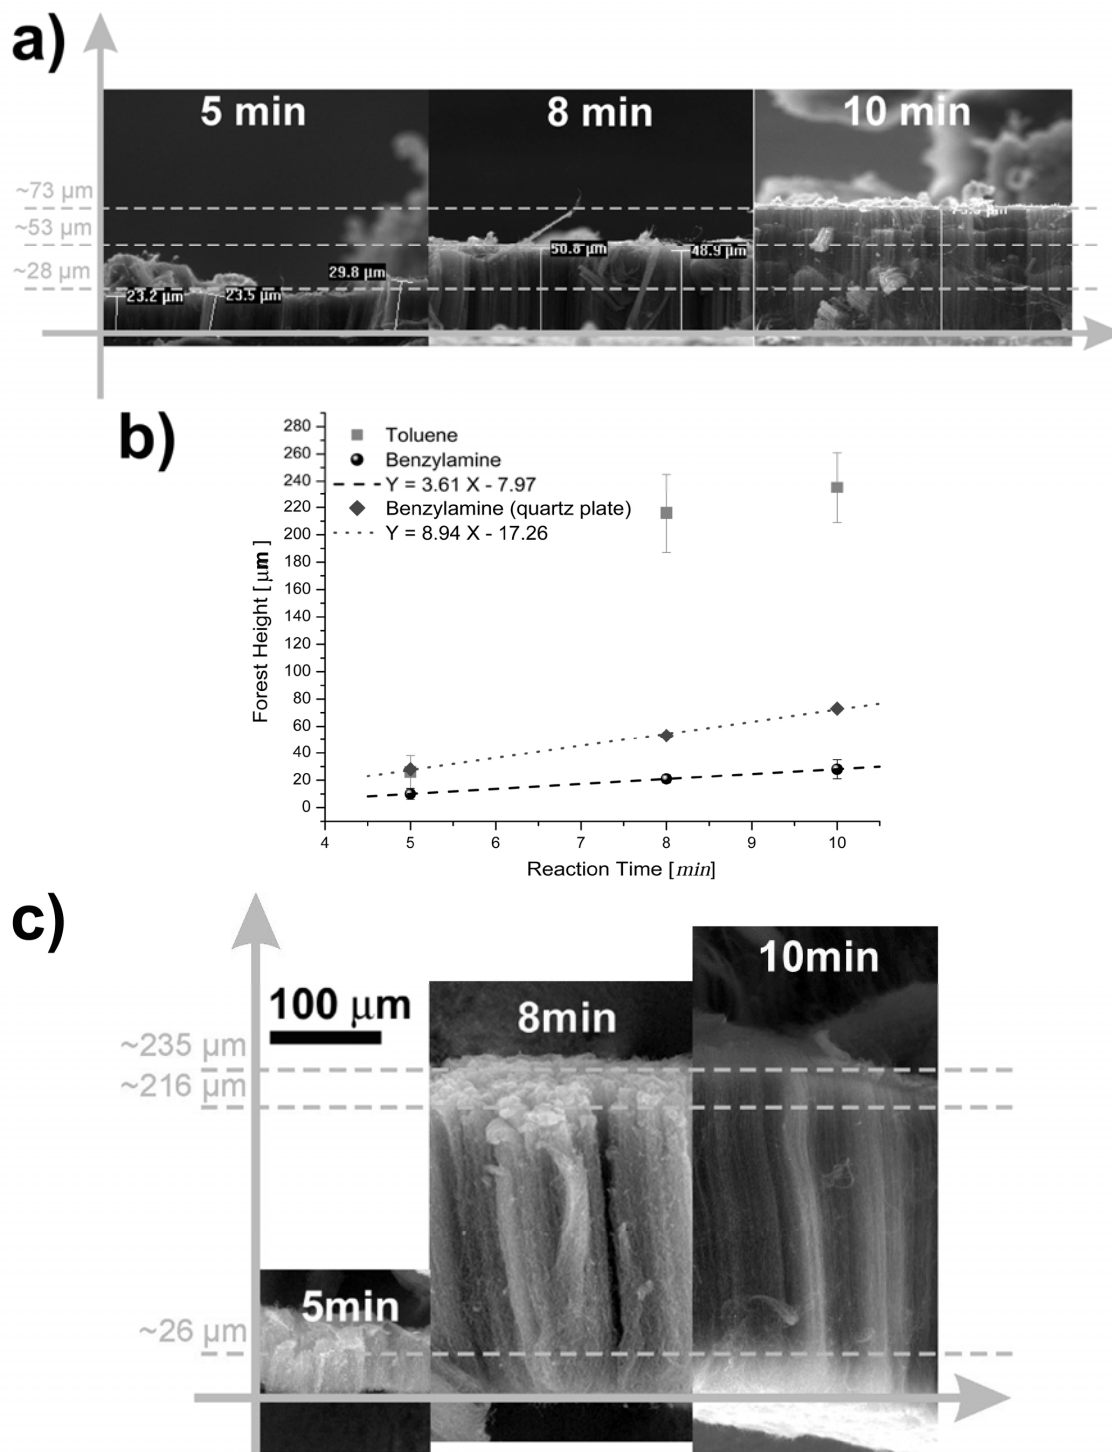 a)
5 min
8 min
10 min
~73 µm
~53 µm
~28 µm
23.2 µm
23.5 µm
29.8 µm
50.8 µm
48.9 µm
b)
Forest Height [µm]
280
260
240
220
200
180
160
140
120
100
80
60
40
20
0
Toluene
Benzylamine
Y = 3.61 X - 7.97
Benzylamine (quartz plate)
Y = 8.94 X - 17.26
4
5
6
7
8
9
10
Reaction Time [min]
c)
100 µm
5min
8min
10min
~235 µm
~216 µm
~26 µm